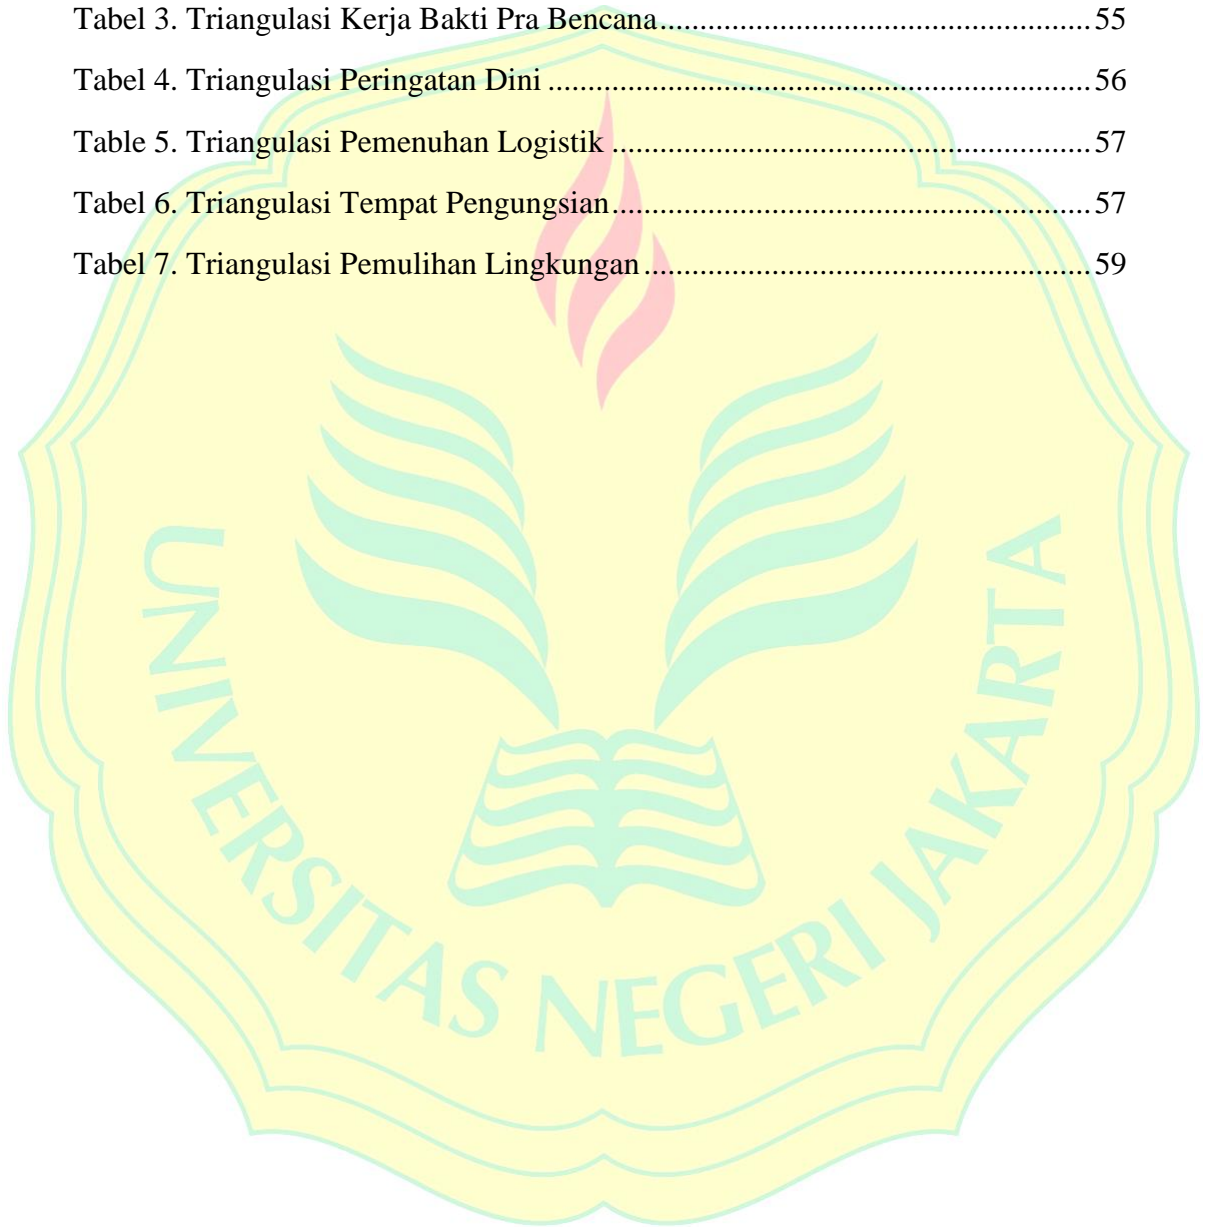 Tabel 3. Triangulasi Kerja Bakti Pra Bencana.......................................................55
Tabel 4. Triangulasi Peringatan Dini .....................................................................56
Table 5. Triangulasi Pemenuhan Logistik .............................................................57
Tabel 6. Triangulasi Tempat Pengungsian.............................................................57
Tabel 7. Triangulasi Pemulihan Lingkungan .........................................................59
UNIVERSITAS NEGERI JAKARTA